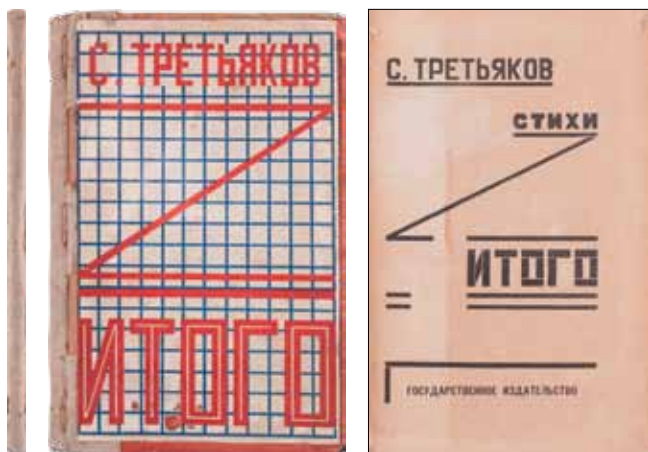 С. ТРЕТЬЯКОВ
ИТОГО
С. ТРЕТЬЯКОВ
СТИХИ
ИТОГО
ГОСУДАРСТВЕННОЕ ИЗДАТЕЛЬСТВО